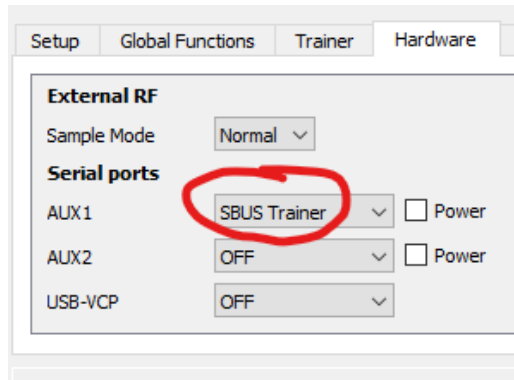 Setup Global Functions Trainer Hardware
External RF
Sample Mode Normal
Serial ports
AUX1 SBUS Trainer Power
AUX2 OFF Power
USB-VCP OFF